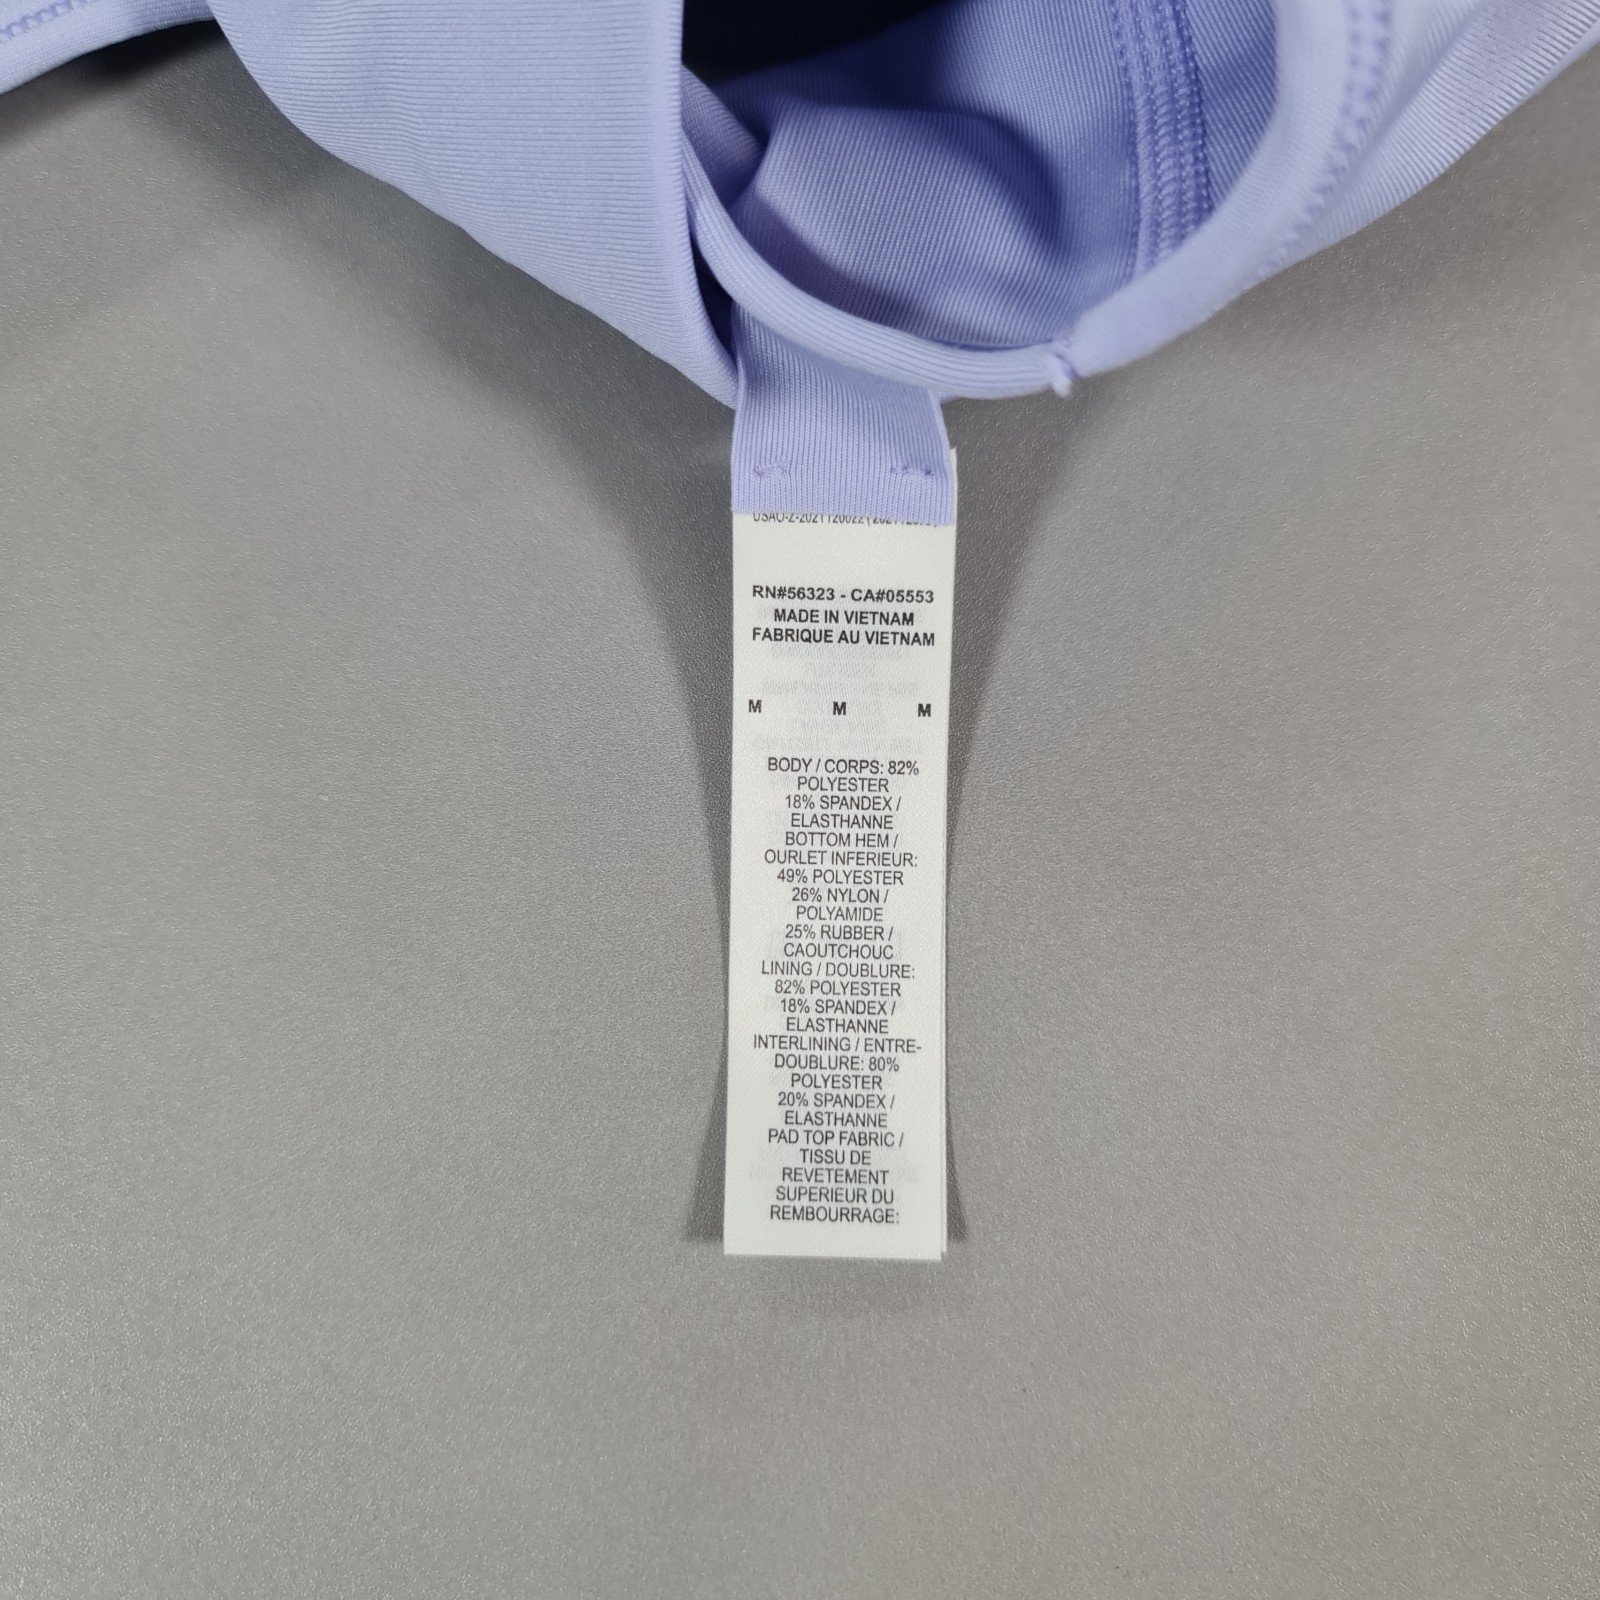 RN#56323 - CA#05553
MADE IN VIETNAM
FABRIQUE AU VIETNAM
M M M
BODY / CORPS: 82%
POLYESTER
18% SPANDEX /
ELASTHANNE
BOTTOM HEM /
OURLET INFERIEUR:
49% POLYESTER
26% NYLON /
POLYAMIDE
25% RUBBER /
CAOUTCHOUC
LINING / DOUBLURE:
82% POLYESTER
18% SPANDEX /
ELASTHANNE
INTERLINING / ENTRE-
DOUBLURE: 80%
POLYESTER
20% SPANDEX /
ELASTHANNE
PAD TOP FABRIC /
TISSU DE
REVETEMENT
SUPERIEUR DU
REMBOURRAGE: